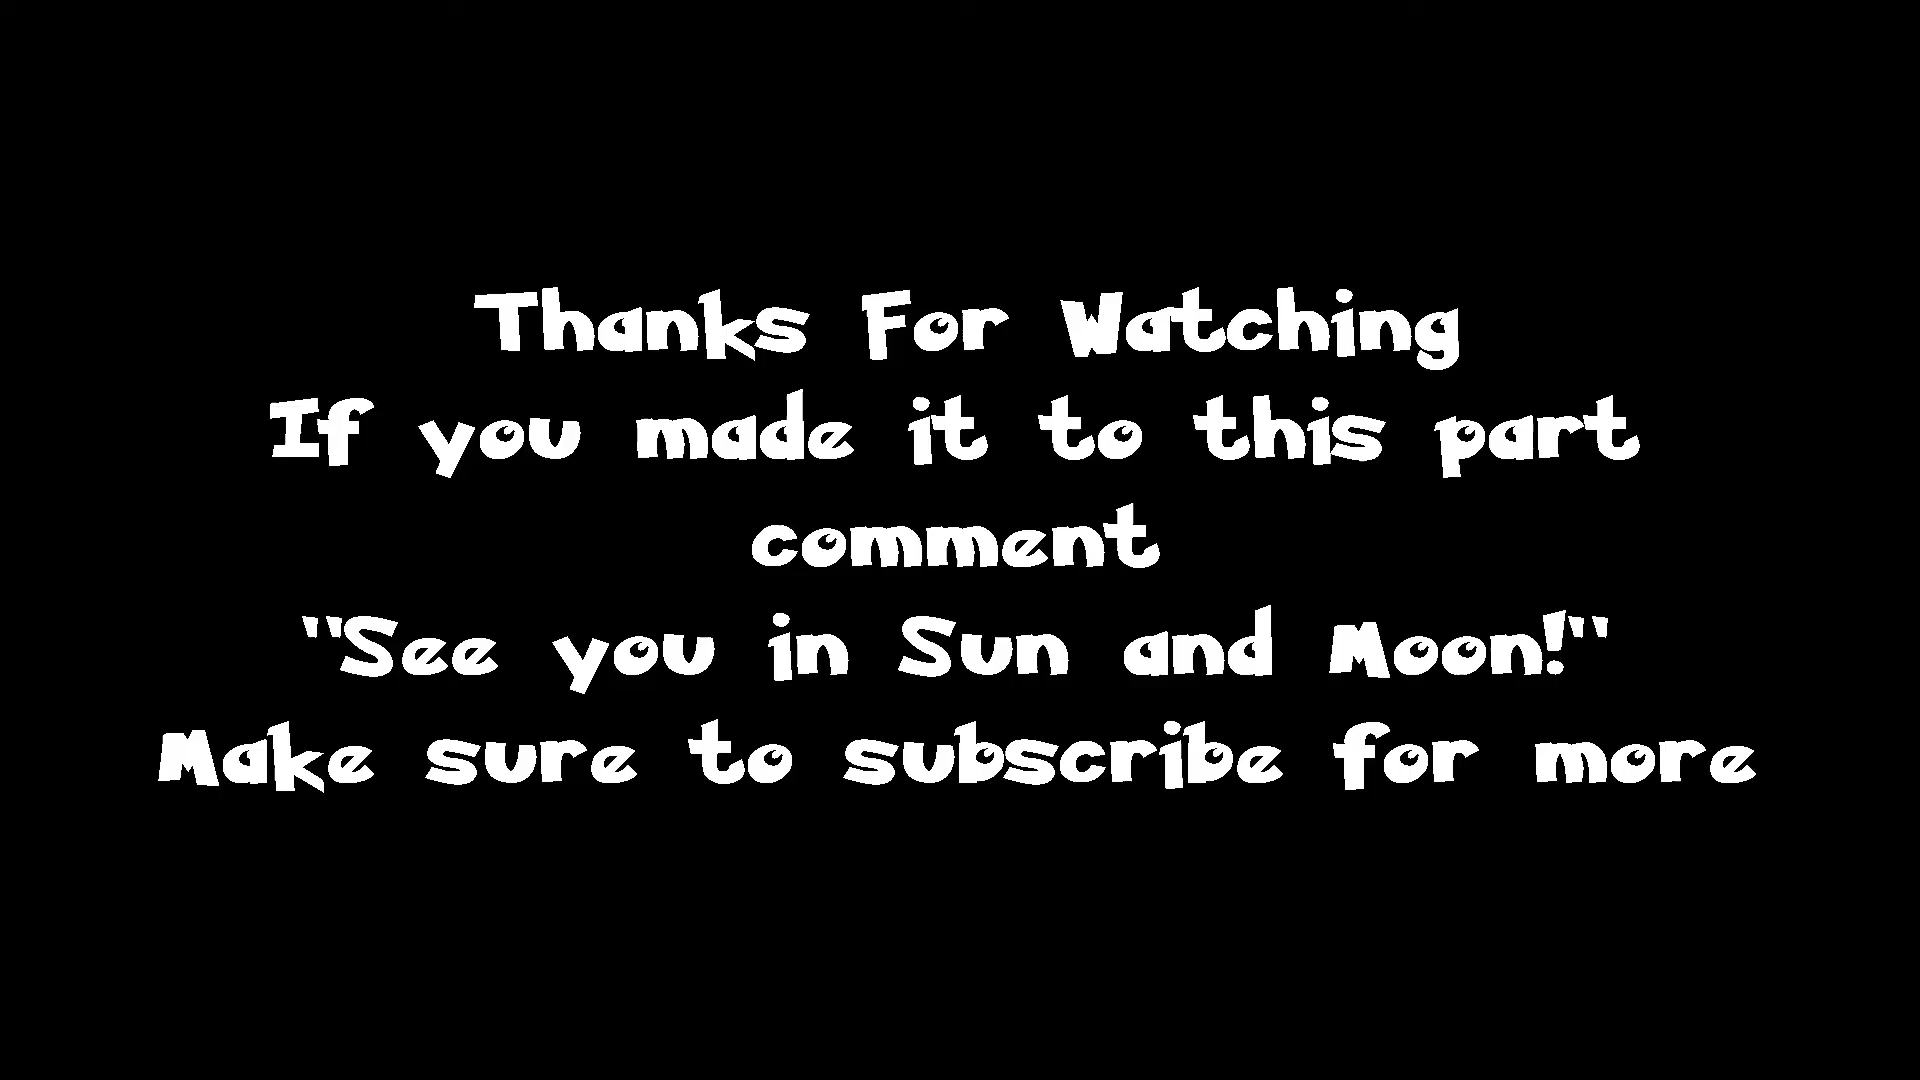 Thanks For Watching
If you made it to this part
comment
"See you in Sun and Moon!"
Make sure to subscribe for more